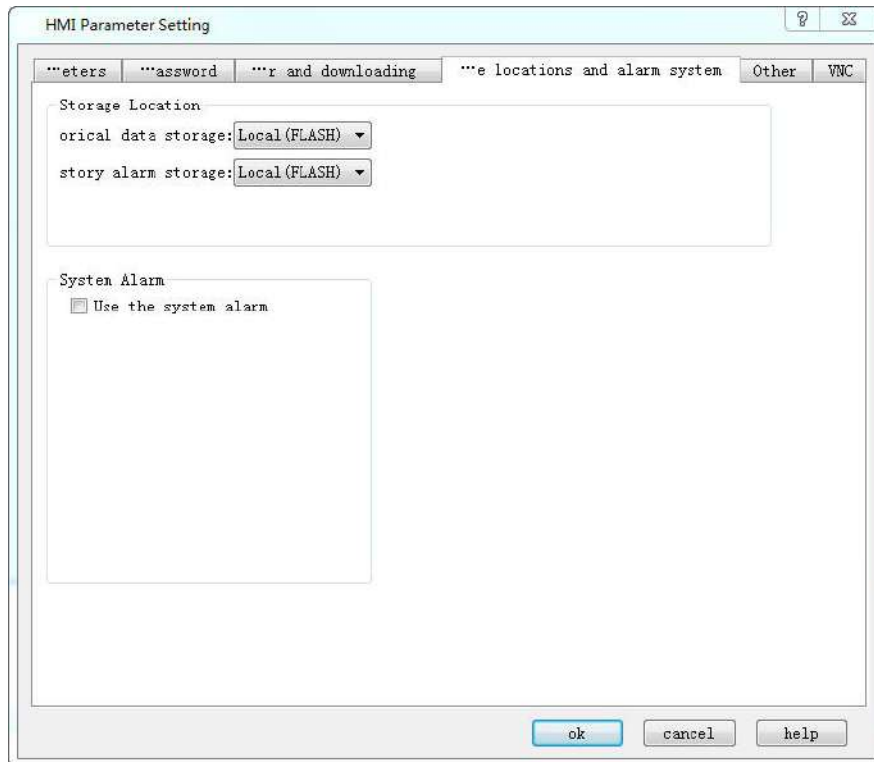 HMI Parameter Setting
…eters …assword …r and downloading …e locations and alarm system Other VNC
Storage Location
orical data storage: Local(FLASH)
story alarm storage: Local(FLASH)
System Alarm
Use the system alarm
ok cancel help